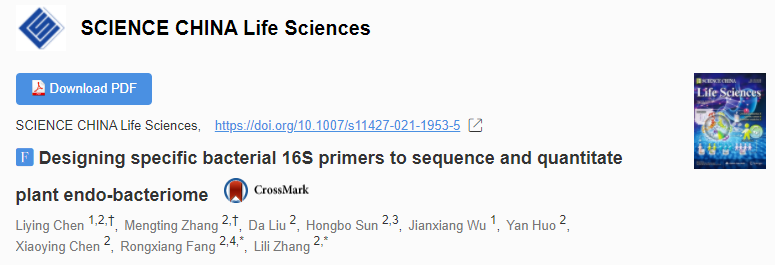 SCIENCE CHINA Life Sciences
Download PDF
SCIENCE CHINA Life Sciences, https://doi.org/10.1007/s11427-021-1953-5
F Designing specific bacterial 16S primers to sequence and quantitate
plant endo-bacteriome CrossMark
Liying Chen 1,2,†, Mengting Zhang 2,†, Da Liu 2, Hongbo Sun 2,3, Jianxiang Wu 1, Yan Huo 2,
Xiaoying Chen 2, Rongxiang Fang 2,4,*, Lili Zhang 2,*
SCIENCE CHINA
Life Sciences